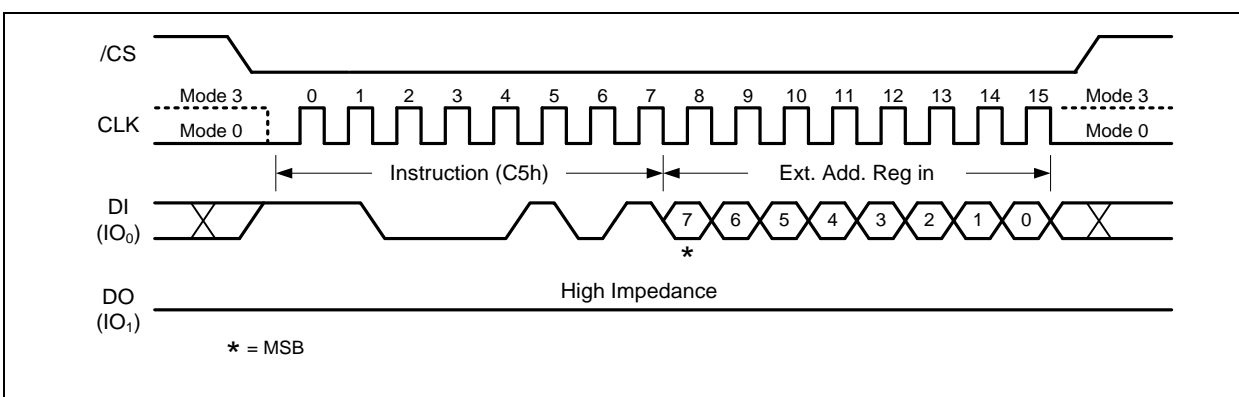 /CS
Mode 3 0 1 2 3 4 5 6 7 8 9 10 11 12 13 14 15 Mode 3
CLK
Mode 0 Mode 0
Instruction (C5h) Ext. Add. Reg in
DI
(IO₀)
7 6 5 4 3 2 1 0
*
High Impedance
DO
(IO₁)
* = MSB